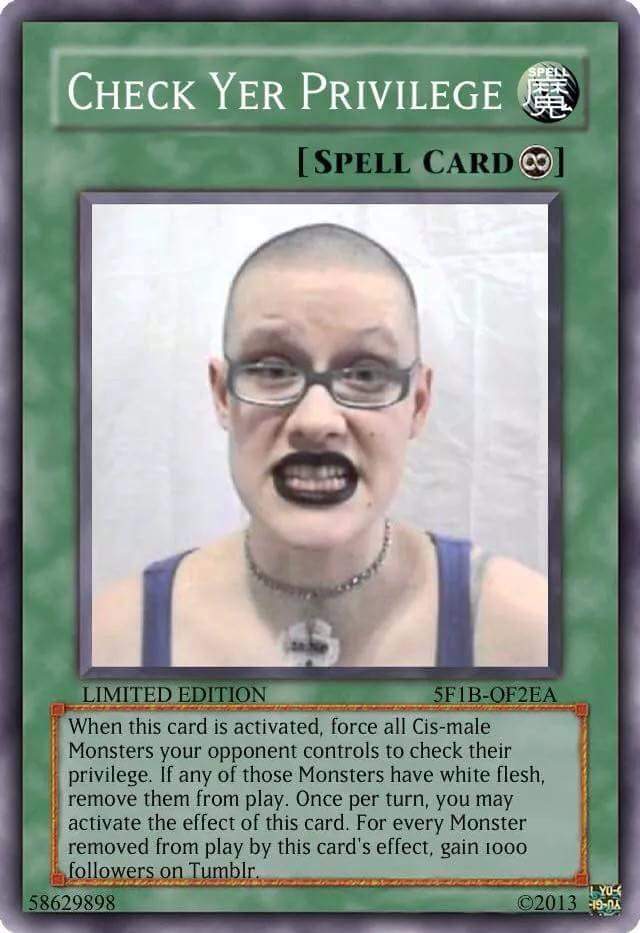 CHECK YER PRIVILEGE
SPELL
魔
[SPELL CARD]
LIMITED EDITION 5F1B-QF2EA
When this card is activated, force all Cis-male
Monsters your opponent controls to check their
privilege. If any of those Monsters have white flesh,
remove them from play. Once per turn, you may
activate the effect of this card. For every Monster
removed from play by this card's effect, gain 1000
followers on Tumblr.
58629898 ©2013